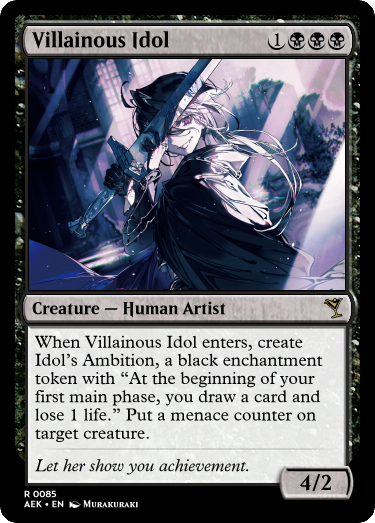 Villainous Idol 1
Creature — Human Artist
When Villainous Idol enters, create
Idol’s Ambition, a black enchantment
token with “At the beginning of your
first main phase, you draw a card and
lose 1 life.” Put a menace counter on
target creature.
Let her show you achievement.
4/2
R 0085
AEK • EN Murakuraki